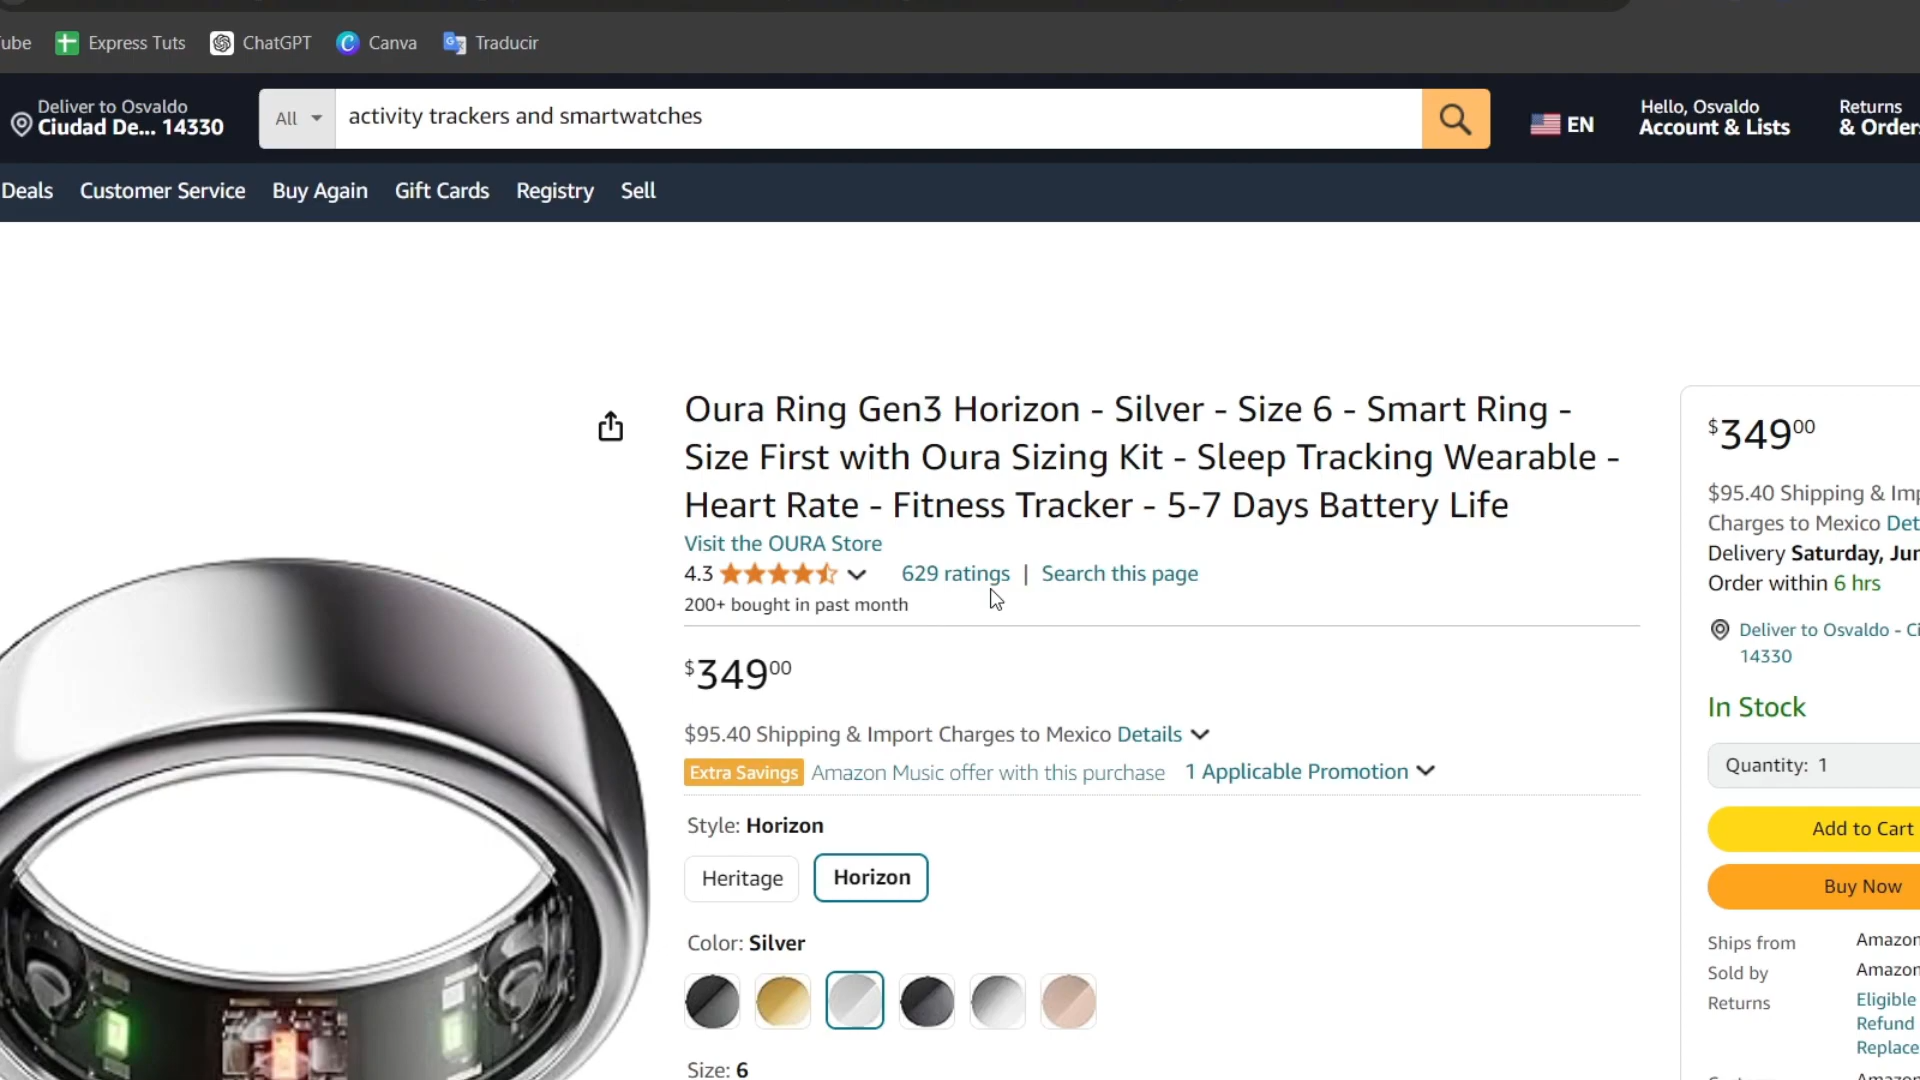 ube Express Tuts ChatGPT Canva Traducir
Deliver to Osvaldo
Ciudad De... 14330
All activity trackers and smartwatches
EN
Hello, Osvaldo
Account & Lists
Returns
& Order
Deals Customer Service Buy Again Gift Cards Registry Sell
Oura Ring Gen3 Horizon - Silver - Size 6 - Smart Ring -
Size First with Oura Sizing Kit - Sleep Tracking Wearable -
Heart Rate - Fitness Tracker - 5-7 Days Battery Life
Visit the OURA Store
4.3 629 ratings | Search this page
200+ bought in past month
$34900
$95.40 Shipping & Import Charges to Mexico Details
Extra Savings Amazon Music offer with this purchase 1 Applicable Promotion
Style: Horizon
Heritage Horizon
Color: Silver
Size: 6
$34900
$95.40 Shipping & Imp
Charges to Mexico Det
Delivery Saturday, Jun
Order within 6 hrs
Deliver to Osvaldo - Ci
14330
In Stock
Quantity: 1
Add to Cart
Buy Now
Ships from Amazon
Sold by Amazon
Returns Eligible
Refund
Replace